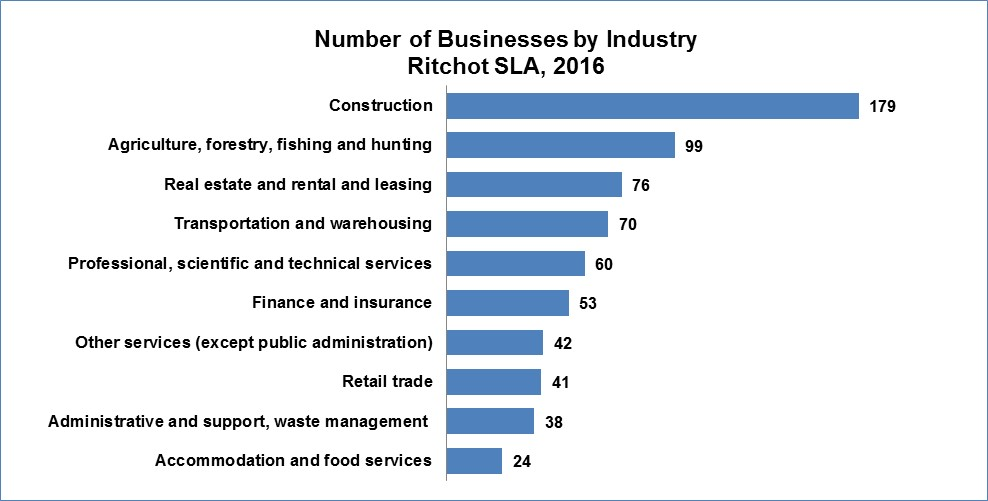 Number of Businesses by Industry
Ritchot SLA, 2016
Construction 179
Agriculture, forestry, fishing and hunting 99
Real estate and rental and leasing 76
Transportation and warehousing 70
Professional, scientific and technical services 60
Finance and insurance 53
Other services (except public administration) 42
Retail trade 41
Administrative and support, waste management 38
Accommodation and food services 24